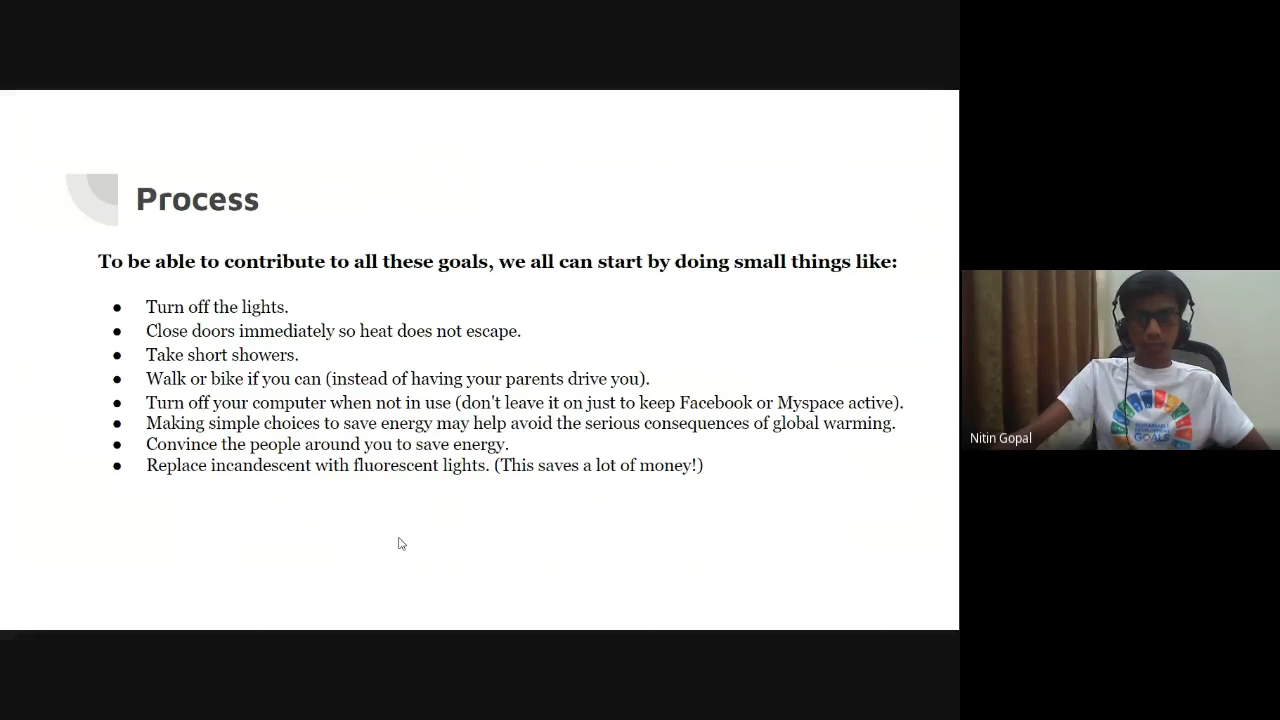 Process
To be able to contribute to all these goals, we all can start by doing small things like:
● Turn off the lights.
● Close doors immediately so heat does not escape.
● Take short showers.
● Walk or bike if you can (instead of having your parents drive you).
● Turn off your computer when not in use (don't leave it on just to keep Facebook or Myspace active).
● Making simple choices to save energy may help avoid the serious consequences of global warming.
● Convince the people around you to save energy.
● Replace incandescent with fluorescent lights. (This saves a lot of money!)
GOALS
Nitin Gopal